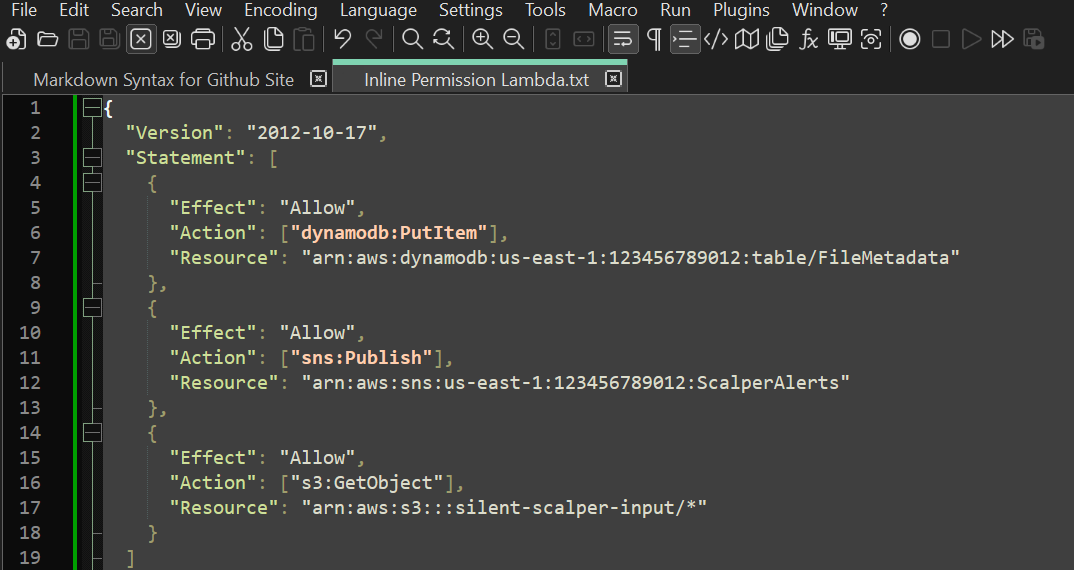 File Edit Search View Encoding Language Settings Tools Macro Run Plugins Window ?
Markdown Syntax for Github Site Inline Permission Lambda.txt
1 {
2 "Version": "2012-10-17",
3 "Statement": [
4 {
5 "Effect": "Allow",
6 "Action": ["dynamodb:PutItem"],
7 "Resource": "arn:aws:dynamodb:us-east-1:123456789012:table/FileMetadata"
8 },
9 {
10 "Effect": "Allow",
11 "Action": ["sns:Publish"],
12 "Resource": "arn:aws:sns:us-east-1:123456789012:ScalperAlerts"
13 },
14 {
15 "Effect": "Allow",
16 "Action": ["s3:GetObject"],
17 "Resource": "arn:aws:s3:::silent-scalper-input/*"
18 }
19 ]